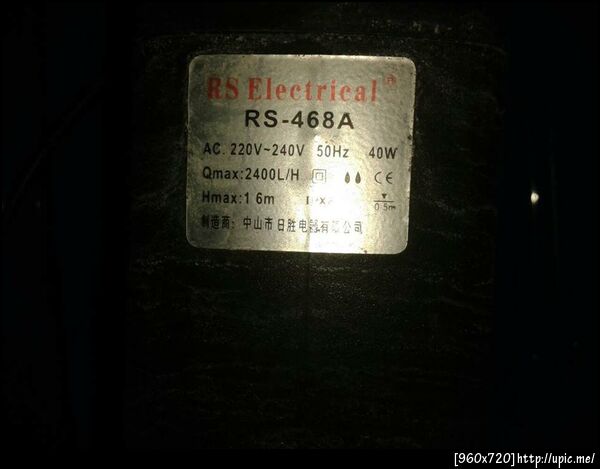 RS Electrical ®
RS-468A
AC. 220V~240V 50Hz 40W
Qmax:2400L/H CE
Hmax:1 6m 0.5m
制造商: 中山市日胜电器有限公司
[960x720]http://upic.me/